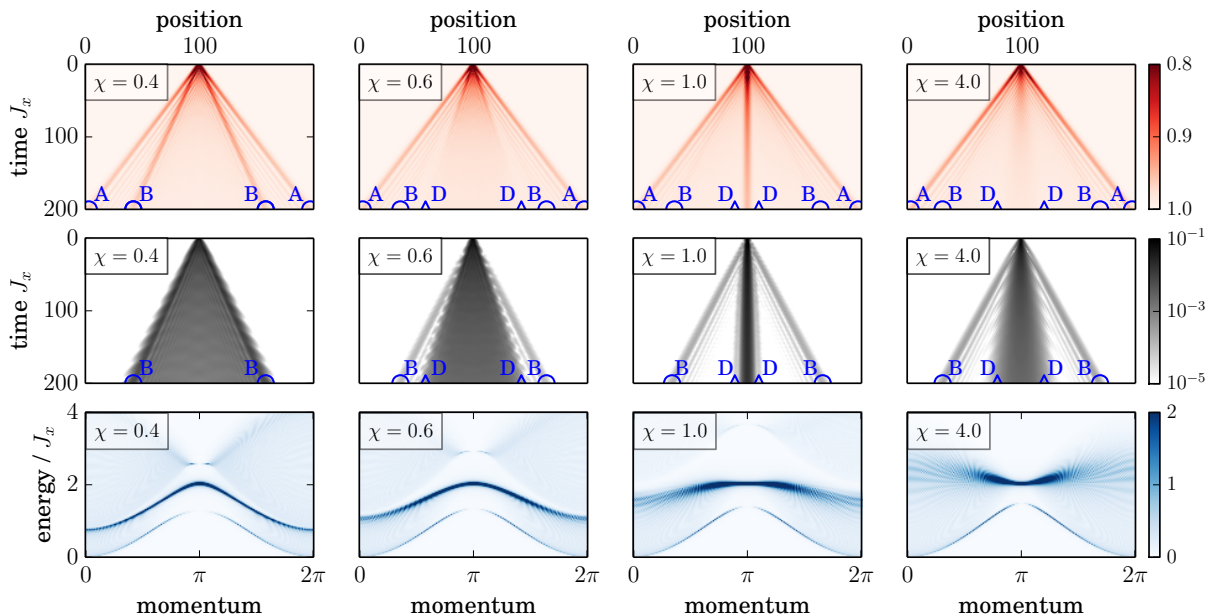 position position position position
0 100 0 100 0 100 0 100
time J_x
0
100
200
χ = 0.4 χ = 0.6 χ = 1.0 χ = 4.0
A B B A A B D D B A A B D D B A A B D D B A
0.8
0.9
1.0
time J_x
0
100
200
χ = 0.4 χ = 0.6 χ = 1.0 χ = 4.0
B B B D D B B D D B B D D B
10⁻¹
10⁻³
10⁻⁵
energy / J_x
4
2
0
χ = 0.4 χ = 0.6 χ = 1.0 χ = 4.0
2
1
0
0 π 2π 0 π 2π 0 π 2π 0 π 2π
momentum momentum momentum momentum